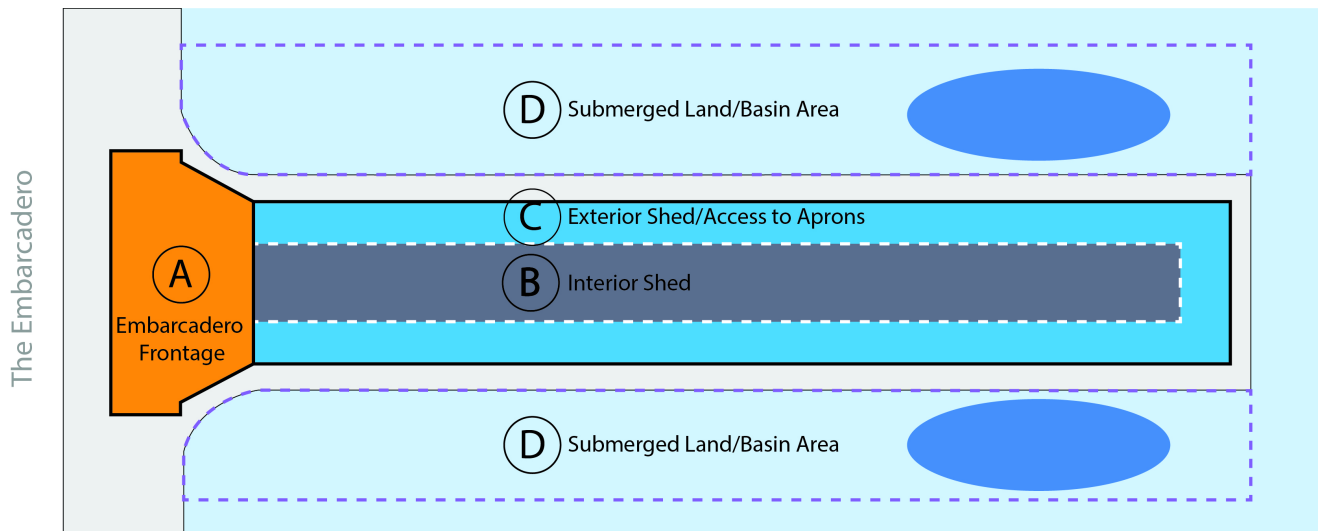 D Submerged Land/Basin Area
C Exterior Shed/Access to Aprons
The Embarcadero
A
B Interior Shed
Embarcadero
Frontage
D Submerged Land/Basin Area